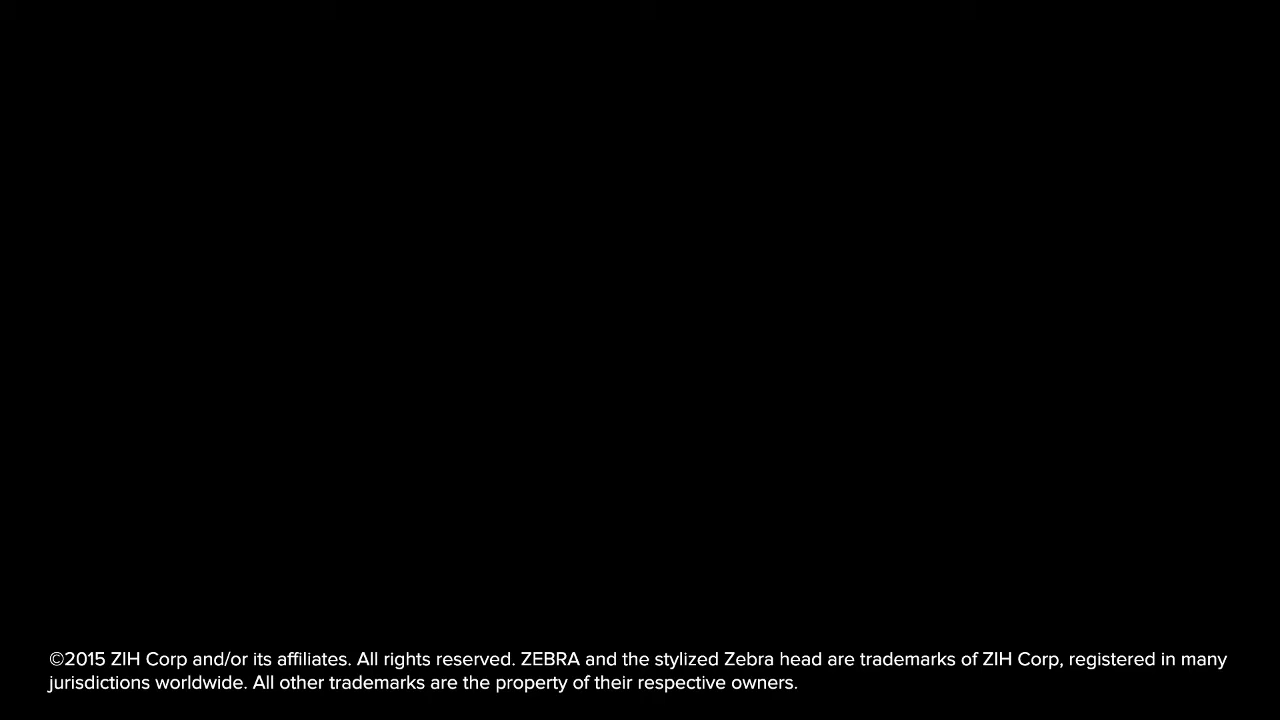 ©2015 ZIH Corp and/or its affiliates. All rights reserved. ZEBRA and the stylized Zebra head are trademarks of ZIH Corp, registered in many
jurisdictions worldwide. All other trademarks are the property of their respective owners.